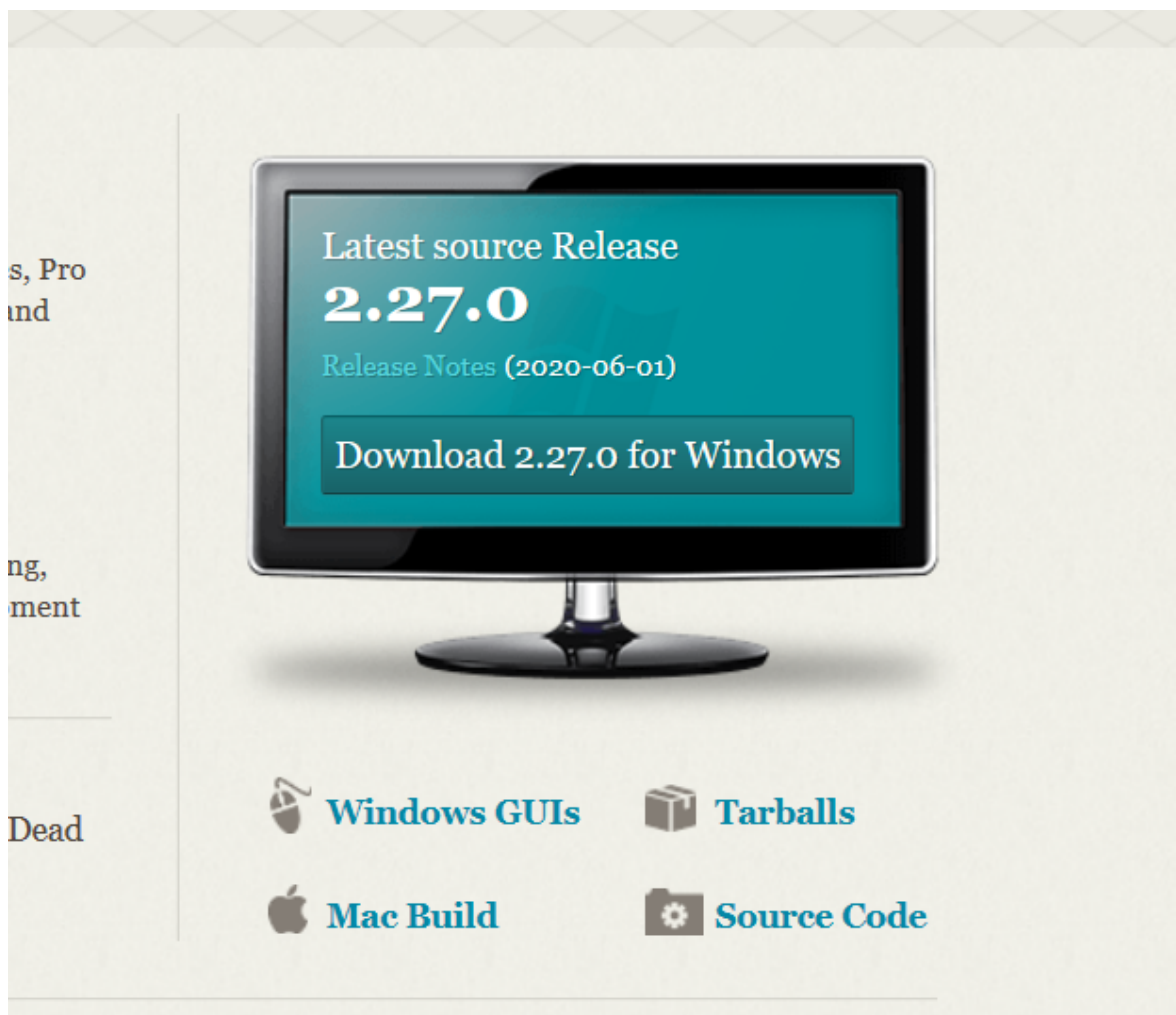 s, Pro
and
ng,
oment
Dead
Latest source Release
2.27.0
Release Notes (2020-06-01)
Download 2.27.0 for Windows
Windows GUIs
Tarballs
Mac Build
Source Code